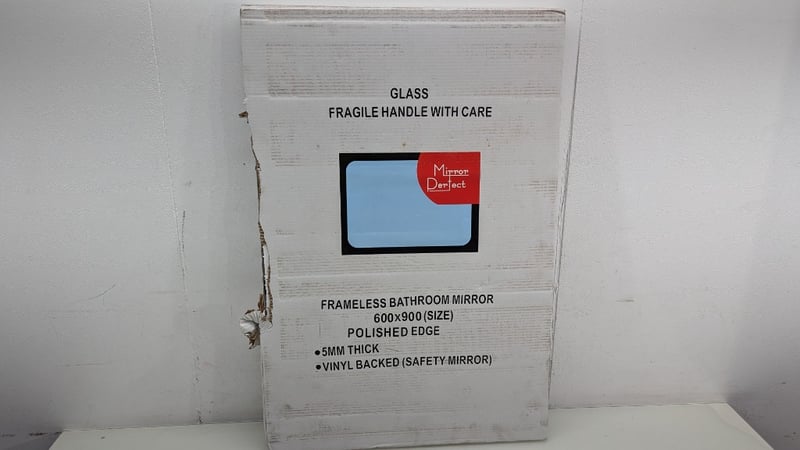 GLASS
FRAGILE HANDLE WITH CARE
Mirror
Perfect
FRAMELESS BATHROOM MIRROR
600X900 (SIZE)
POLISHED EDGE
•5MM THICK
•VINYL BACKED (SAFETY MIRROR)